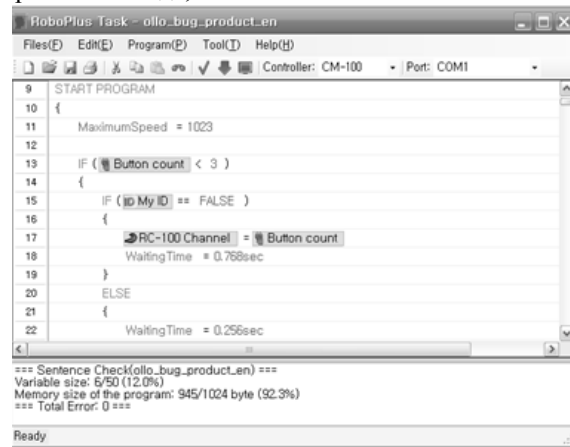 RoboPlus Task - ollo_bug_product_en
Files(F) Edit(E) Program(P) Tool(T) Help(H)
Controller: CM-100 Port: COM1
9 START PROGRAM
10 {
11 MaximumSpeed = 1023
12
13 IF ( Button count < 3 )
14 {
15 IF ( ID My ID == FALSE )
16 {
17 RC-100 Channel = Button count
18 WaitingTime = 0.768sec
19 }
20 ELSE
21 {
22 WaitingTime = 0.256sec
=== Sentence Check(ollo_bug_product_en) ===
Variable size: 6/50 (12.0%)
Memory size of the program: 945/1024 byte (92.3%)
=== Total Error: 0 ===
Ready